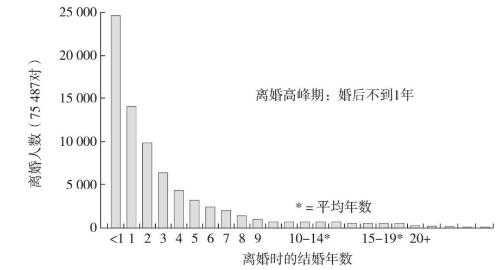 25 000
20 000
15 000
10 000
5 000
0
离婚人数（75 487对）
离婚高峰期：婚后不到1年
*=平均年数
<1 1 2 3 4 5 6 7 8 9 10–14* 15–19* 20+
离婚时的结婚年数